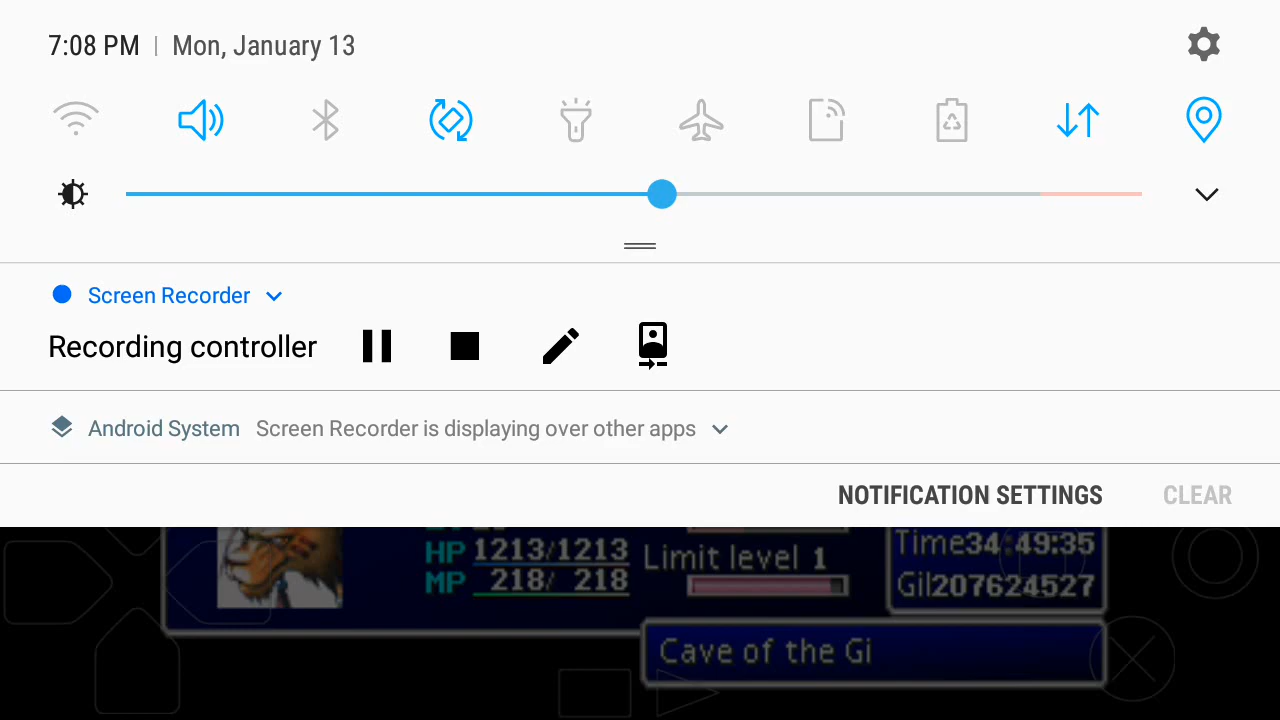 7:08 PM | Mon, January 13
Screen Recorder
Recording controller
Android System Screen Recorder is displaying over other apps
NOTIFICATION SETTINGS CLEAR
HP 1213/1213
MP 218/ 218
Limit level 1
Time34:49:35
Gil207624527
Cave of the Gi